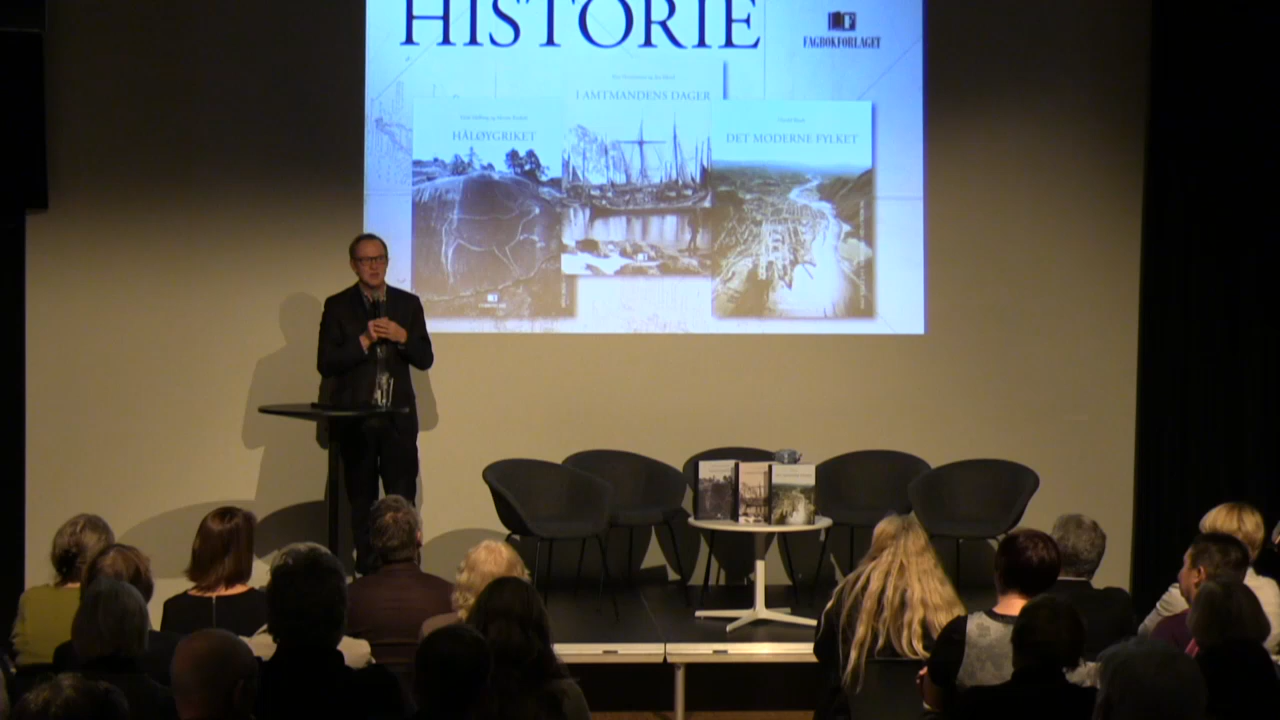 HISTORIE
FAGBOKFORLAGET
I AMTMANDENS DAGER
HÅLØYGRIKET
DET MODERNE FYLKET